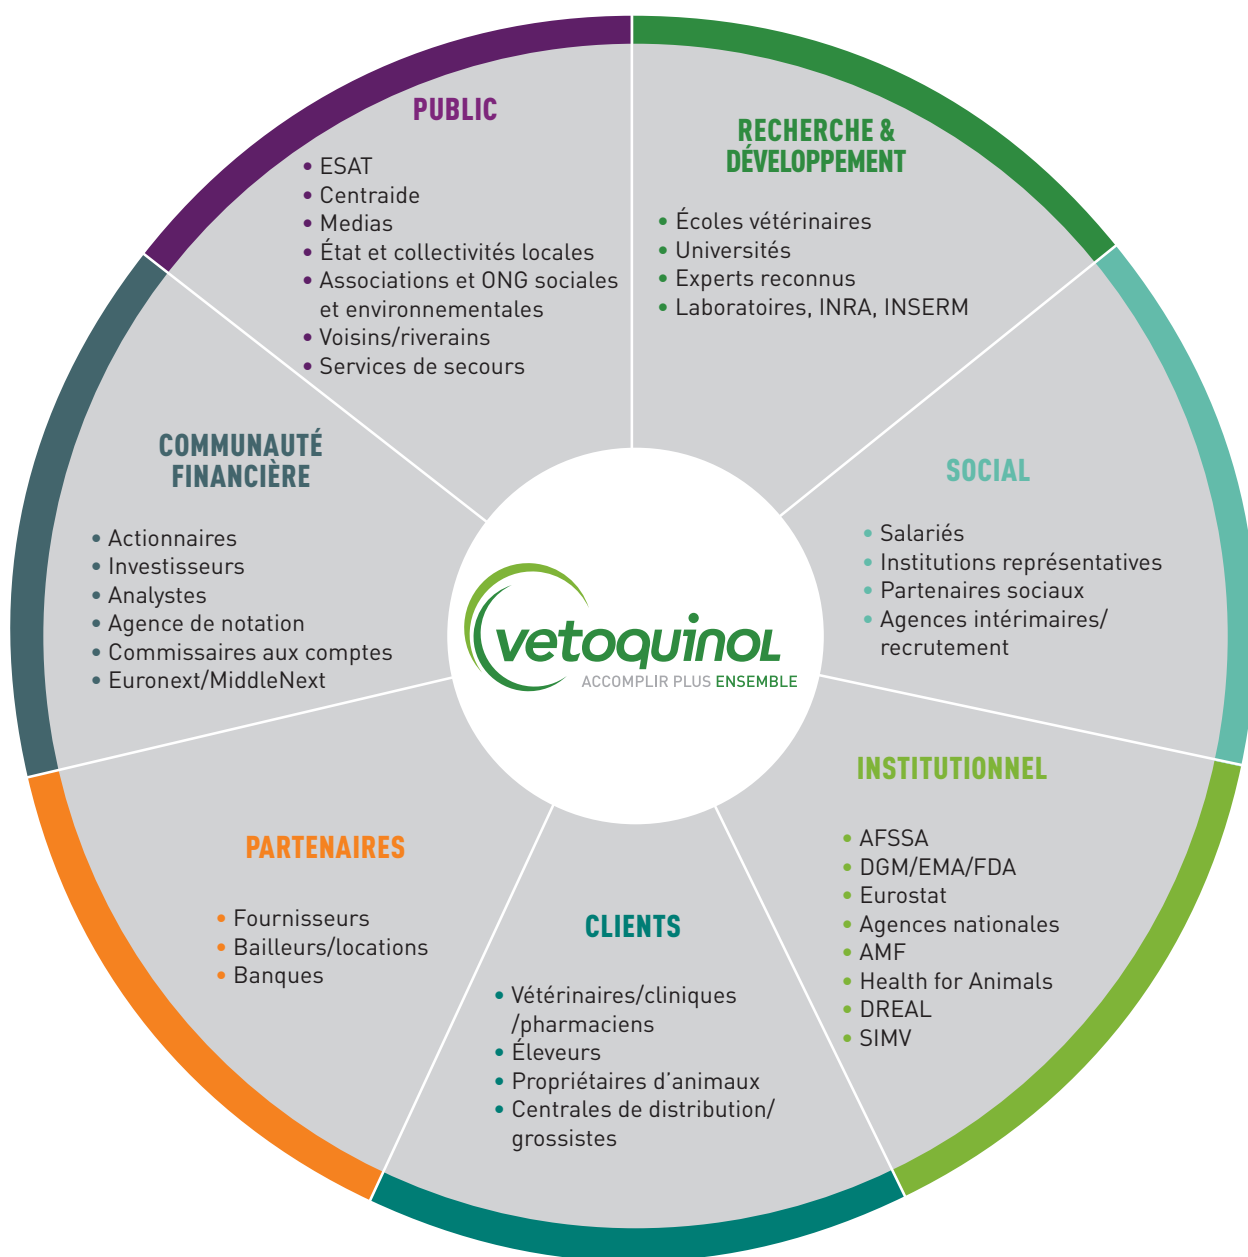 PUBLIC
• ESAT
• Centraide
• Medias
• État et collectivités locales
• Associations et ONG sociales
et environnementales
• Voisins/riverains
• Services de secours
RECHERCHE &
DÉVELOPPEMENT
• Écoles vétérinaires
• Universités
• Experts reconnus
• Laboratoires, INRA, INSERM
SOCIAL
• Salariés
• Institutions représentatives
• Partenaires sociaux
• Agences intérimaires/
recrutement
INSTITUTIONNEL
• AFSSA
• DGM/EMA/FDA
• Eurostat
• Agences nationales
• AMF
• Health for Animals
• DREAL
• SIMV
CLIENTS
• Vétérinaires/cliniques
/pharmaciens
• Éleveurs
• Propriétaires d’animaux
• Centrales de distribution/
grossistes
PARTENAIRES
• Fournisseurs
• Bailleurs/locations
• Banques
COMMUNAUTÉ
FINANCIÈRE
• Actionnaires
• Investisseurs
• Analystes
• Agence de notation
• Commissaires aux comptes
• Euronext/MiddleNext
vetoquinol
ACCOMPLIR PLUS ENSEMBLE